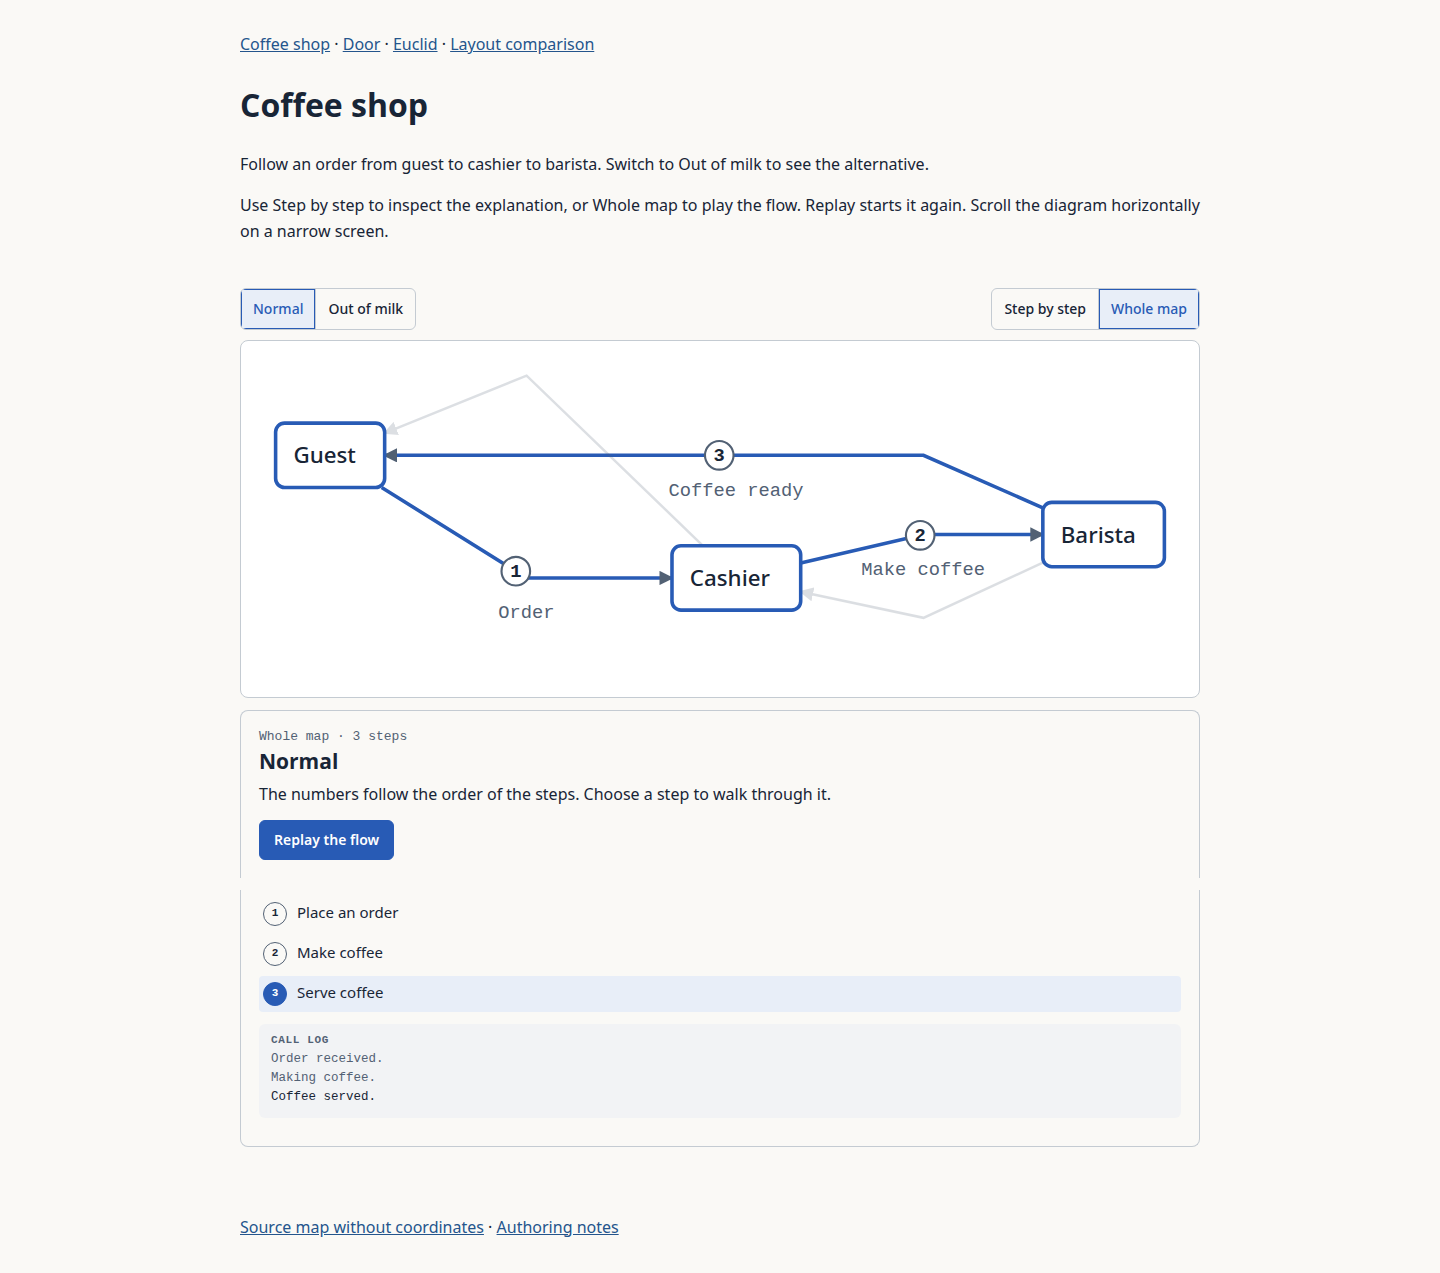 Coffee shop · Door · Euclid · Layout comparison
Coffee shop
Follow an order from guest to cashier to barista. Switch to Out of milk to see the alternative.
Use Step by step to inspect the explanation, or Whole map to play the flow. Replay starts it again. Scroll the diagram horizontally
on a narrow screen.
Normal Out of milk Step by step Whole map
Guest
3
Coffee ready
Barista
2
Make coffee
1
Cashier
Order
Whole map · 3 steps
Normal
The numbers follow the order of the steps. Choose a step to walk through it.
Replay the flow
1 Place an order
2 Make coffee
3 Serve coffee
CALL LOG
Order received.
Making coffee.
Coffee served.
Source map without coordinates · Authoring notes